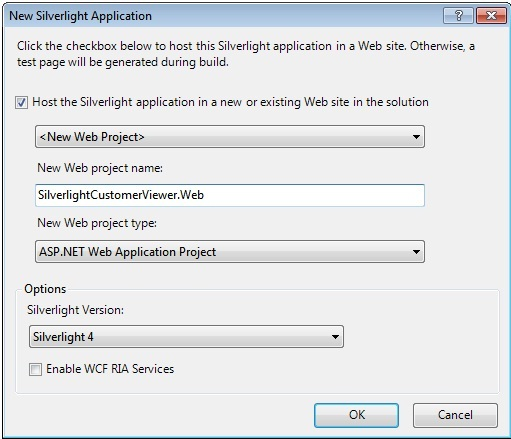 New Silverlight Application
Click the checkbox below to host this Silverlight application in a Web site. Otherwise, a
test page will be generated during build.
Host the Silverlight application in a new or existing Web site in the solution
<New Web Project>
New Web project name:
SilverlightCustomerViewer.Web
New Web project type:
ASP.NET Web Application Project
Options
Silverlight Version:
Silverlight 4
Enable WCF RIA Services
OK
Cancel